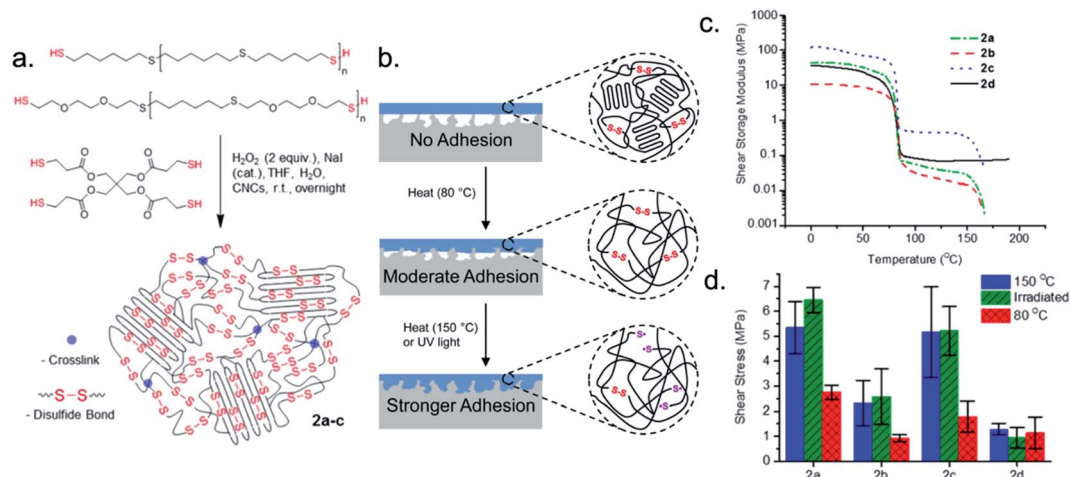 a.
HS
S
S
S
H
n
HS
O
O
S
S
O
O
S
H
n
HS
O
O
O
O
SH
HS
O
O
O
O
SH
H₂O₂ (2 equiv.), NaI
(cat.), THF, H₂O,
CNCs, r.t., overnight
- Crosslink
S–S
- Disulfide Bond
2a-c
b.
No Adhesion
Heat (80 °C)
Moderate Adhesion
Heat (150 °C)
or UV light
Stronger Adhesion
S-S
S-S
S-S
S-S
S-S
S-S
S•
•S
S-S
S•
•S
c.
Shear Storage Modulus (MPa)
1000
100
10
1
0.1
0.01
0.001
0
50
100
150
200
Temperature (°C)
2a
2b
2c
2d
d.
Shear Stress (MPa)
7
6
5
4
3
2
1
0
150 °C
Irradiated
80 °C
2a
2b
2c
2d